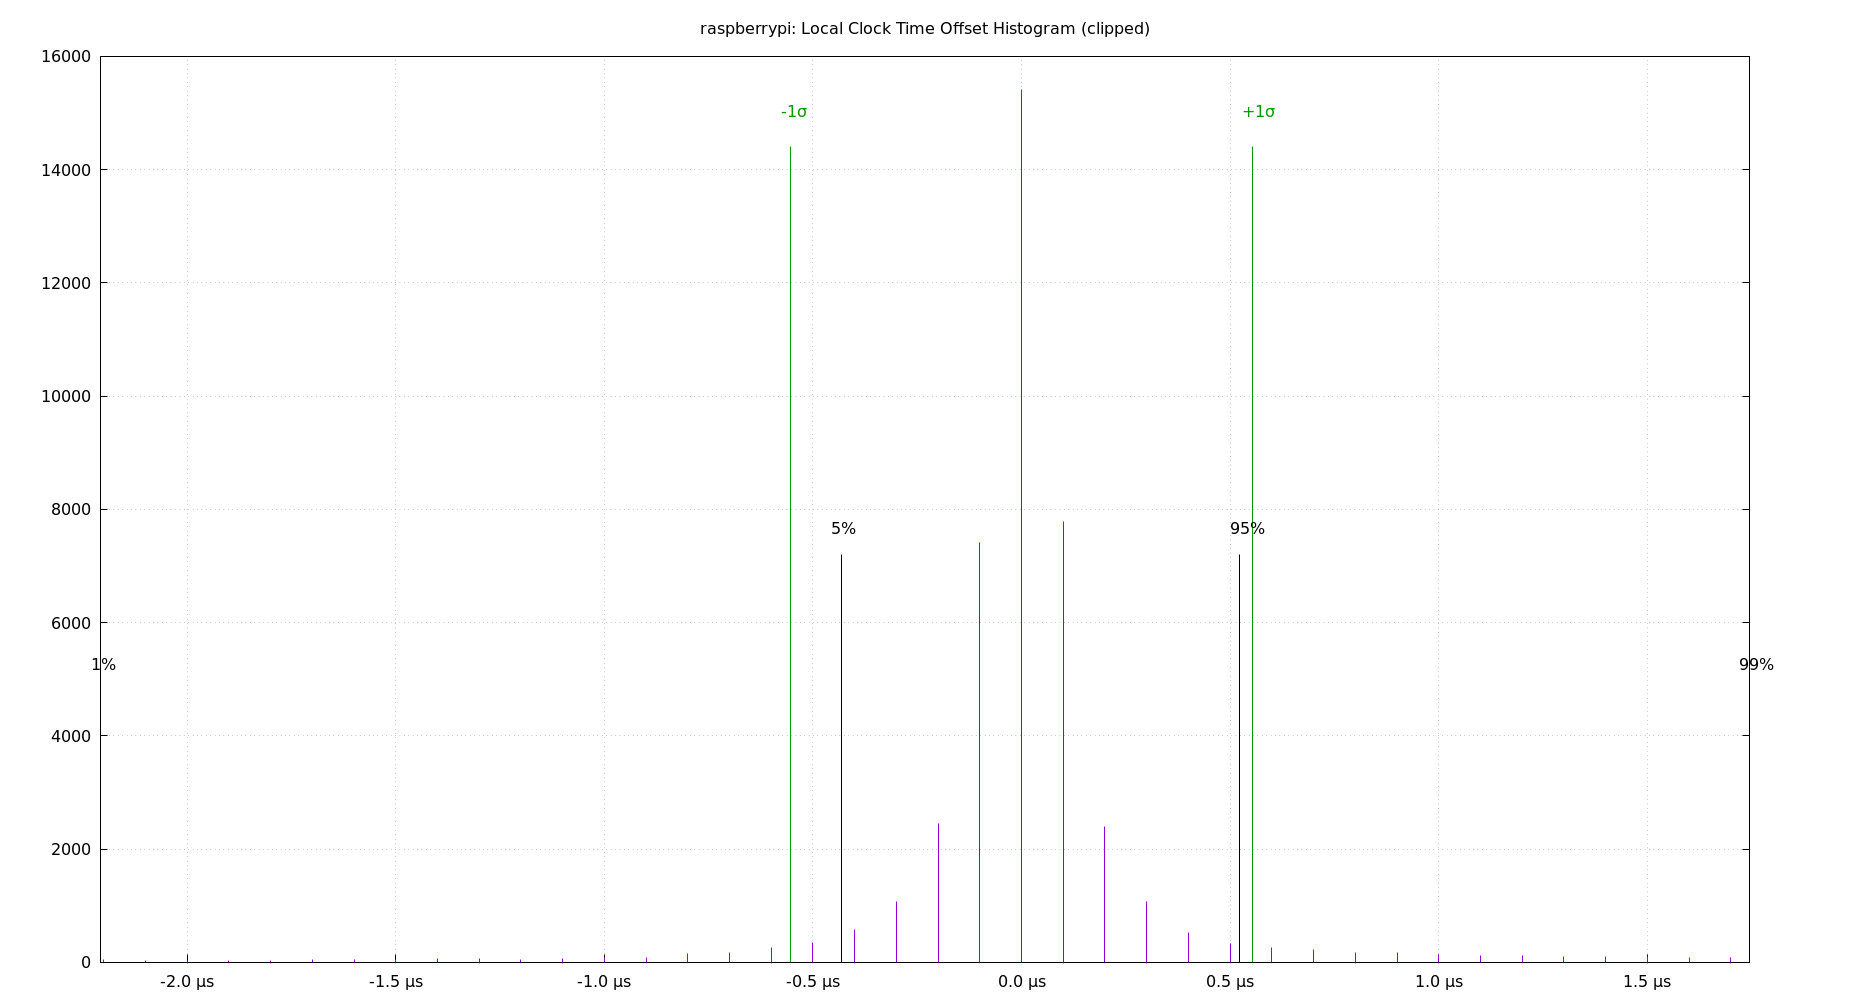 raspberrypi: Local Clock Time Offset Histogram (clipped)
16000
-1σ
+1σ
14000
12000
10000
8000
5%
95%
6000
1%
99%
4000
2000
0
-2.0 µs
-1.5 µs
-1.0 µs
-0.5 µs
0.0 µs
0.5 µs
1.0 µs
1.5 µs